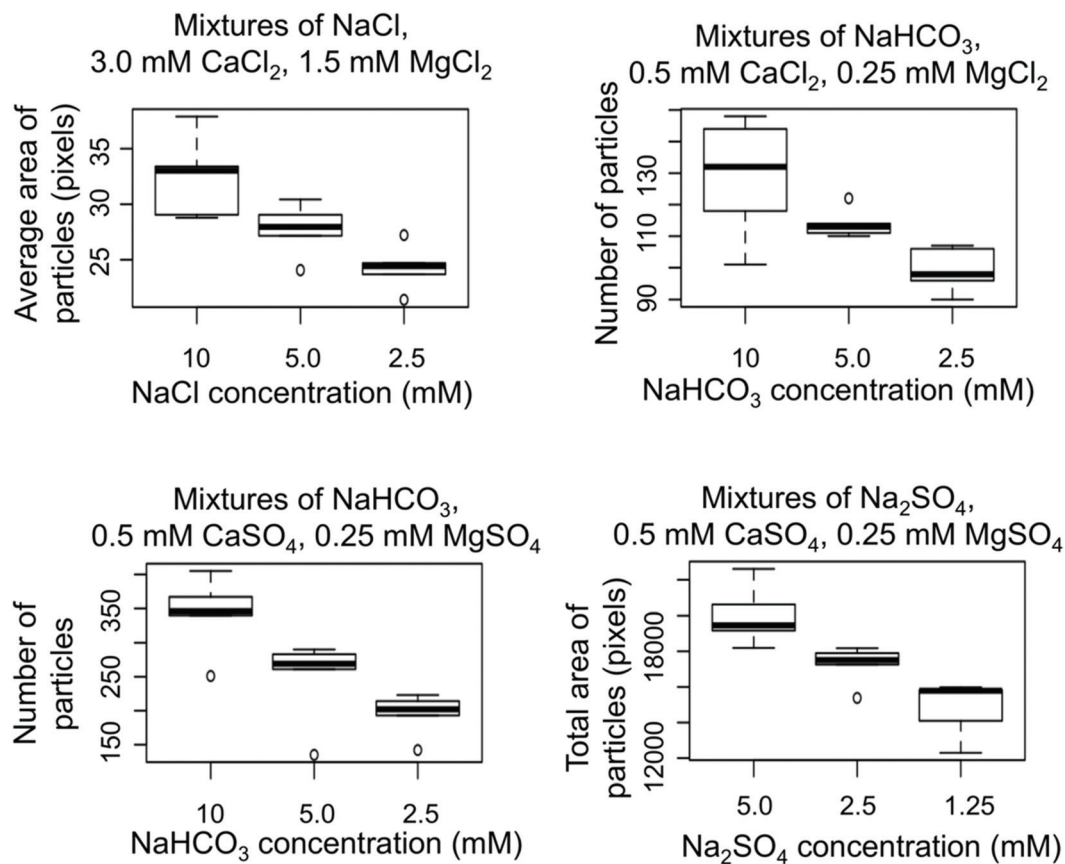 Mixtures of NaCl,
3.0 mM CaCl₂, 1.5 mM MgCl₂
Average area of
particles (pixels)
35
30
25
10 5.0 2.5
NaCl concentration (mM)
Mixtures of NaHCO₃,
0.5 mM CaCl₂, 0.25 mM MgCl₂
Number of particles
130
110
90
10 5.0 2.5
NaHCO₃ concentration (mM)
Mixtures of NaHCO₃,
0.5 mM CaSO₄, 0.25 mM MgSO₄
Number of
particles
350
250
150
10 5.0 2.5
NaHCO₃ concentration (mM)
Mixtures of Na₂SO₄,
0.5 mM CaSO₄, 0.25 mM MgSO₄
Total area of
particles (pixels)
18000
12000
5.0 2.5 1.25
Na₂SO₄ concentration (mM)